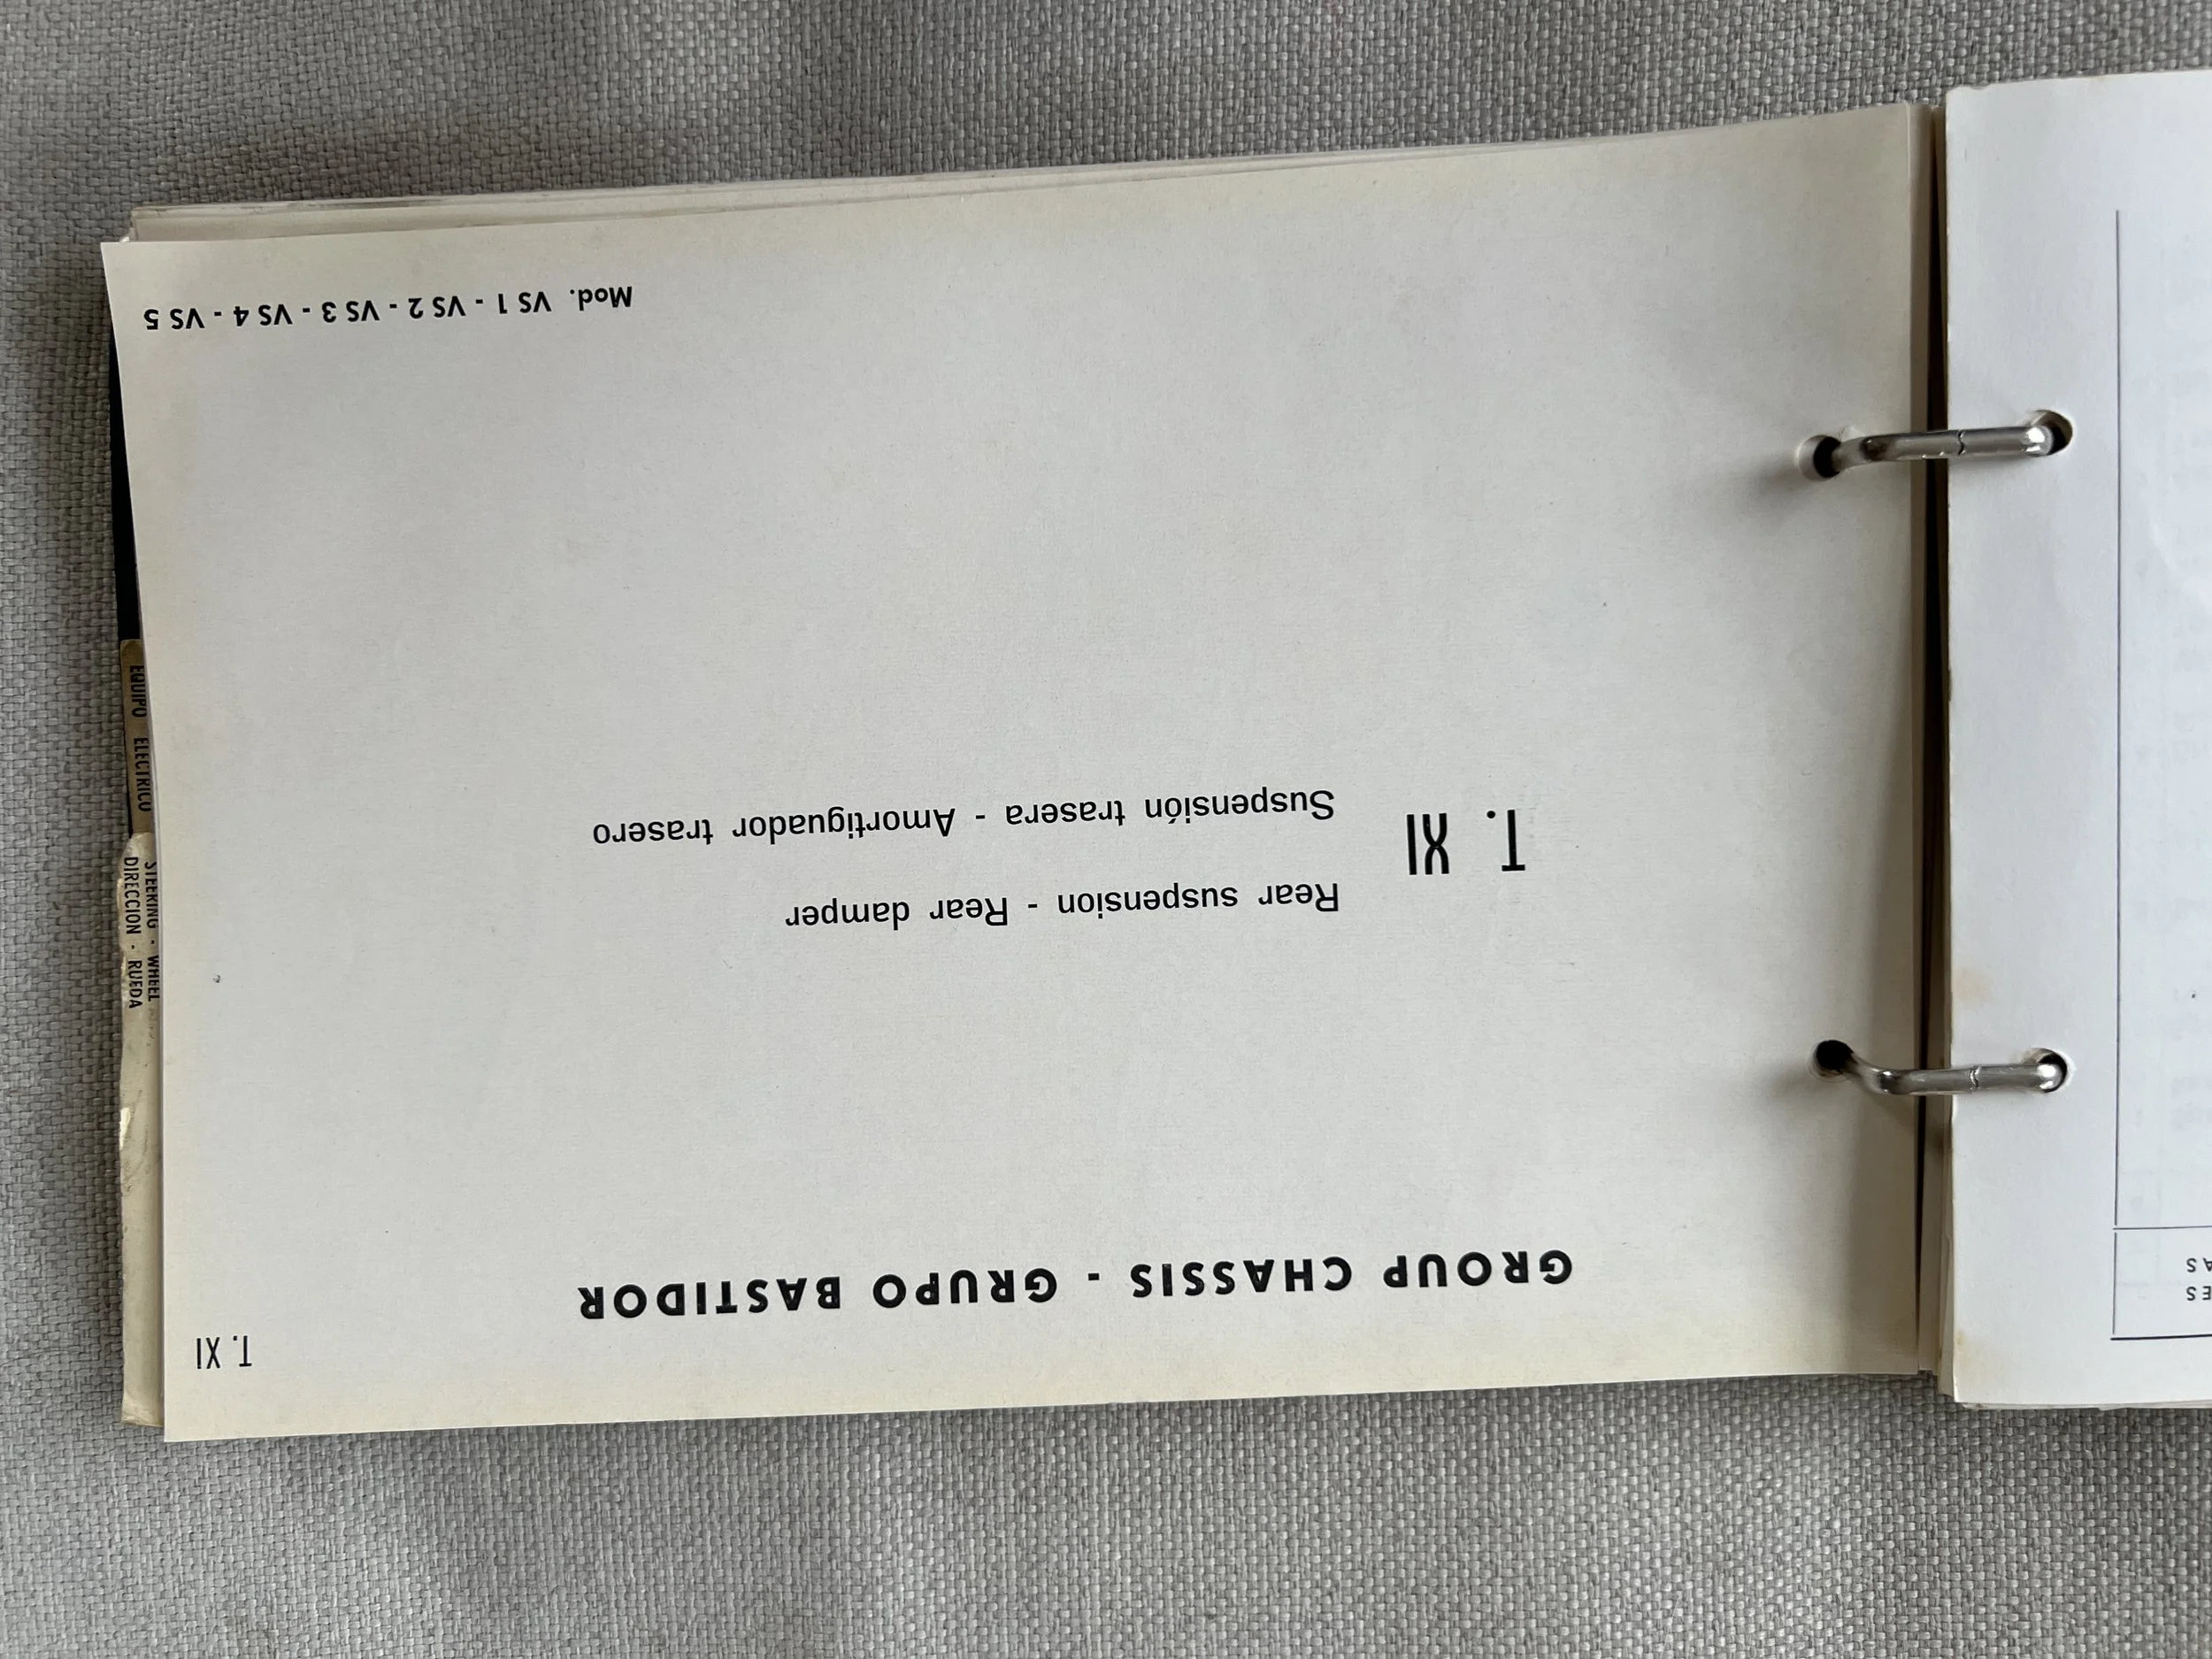 T. XI
GROUP CHASSIS - GRUPO BASTIDOR
T. XI
Rear suspension - Rear damper
Suspensión trasera - Amortiguador trasero
Mod. VS 1 - VS 2 - VS 3 - VS 4 - VS 5
STEERING - WHEEL
DIRECCION - RUEDA
EQUIPO ELECTRICO